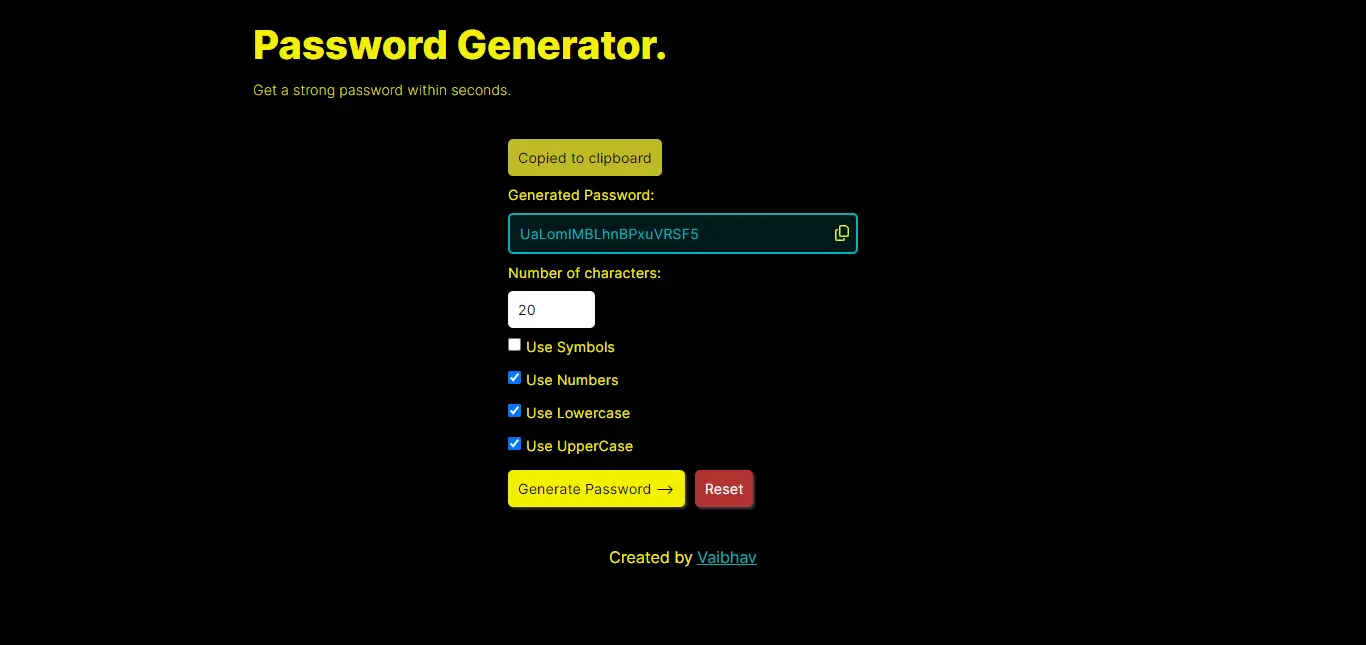 Password Generator.
Get a strong password within seconds.
Copied to clipboard
Generated Password:
UaLomIMBLhnBPxuVRSF5
Number of characters:
20
Use Symbols
Use Numbers
Use Lowercase
Use UpperCase
Generate Password → Reset
Created by Vaibhav